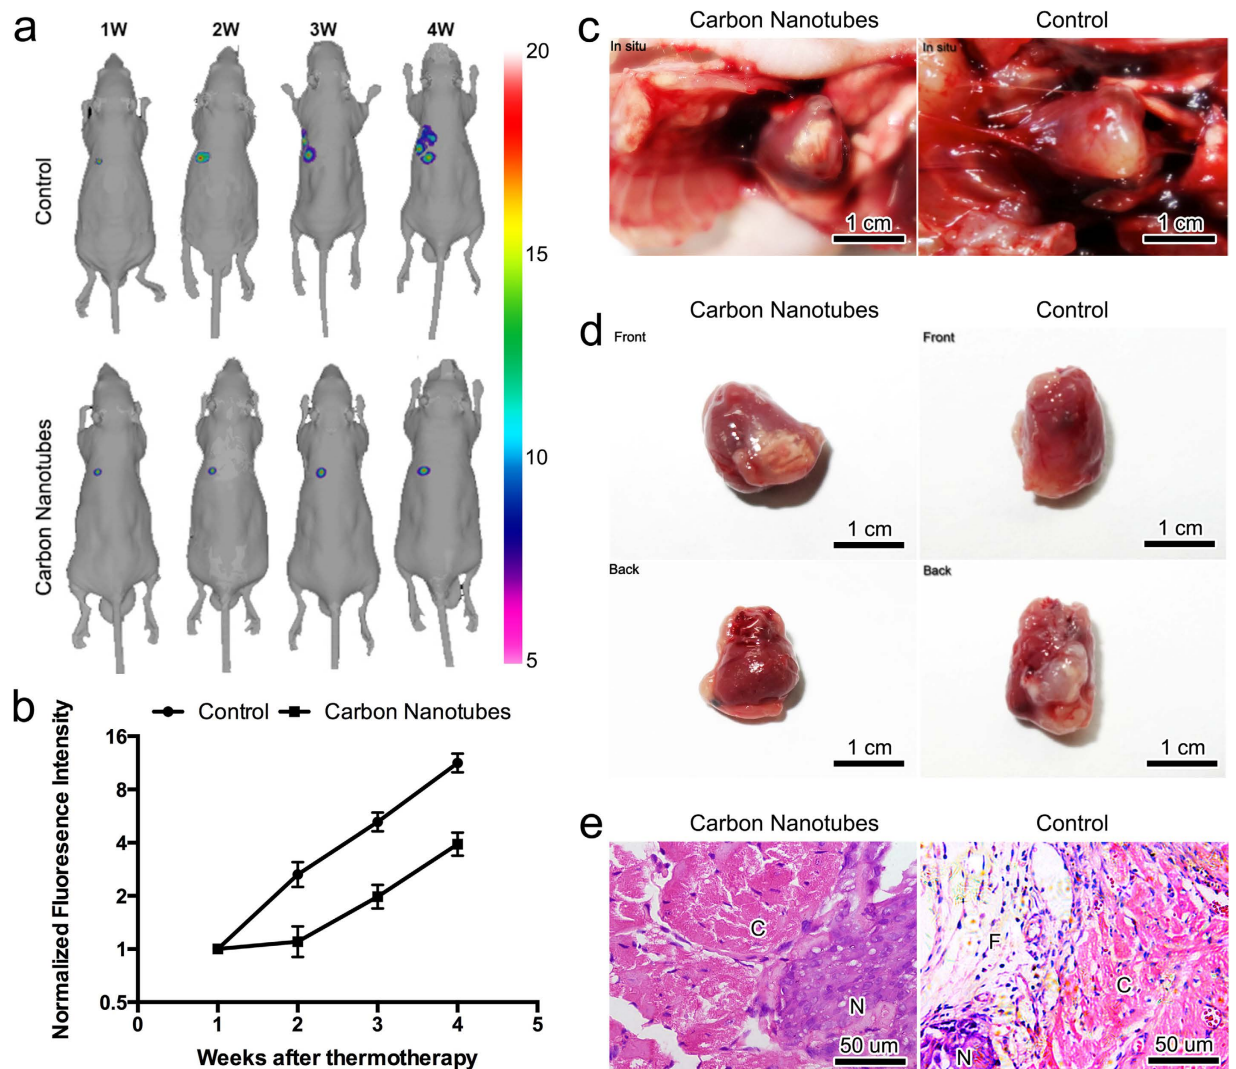 a
1W 2W 3W 4W
Control
Carbon Nanotubes
20
15
10
5
b
Control Carbon Nanotubes
Normalized Fluoresence Intensity
16
8
4
2
1
0.5
0 1 2 3 4 5
Weeks after thermotherapy
c
Carbon Nanotubes Control
In situ In situ
1 cm 1 cm
d
Carbon Nanotubes Control
Front Front
1 cm 1 cm
Back Back
1 cm 1 cm
e
Carbon Nanotubes Control
C F C
N N
50 um 50 um